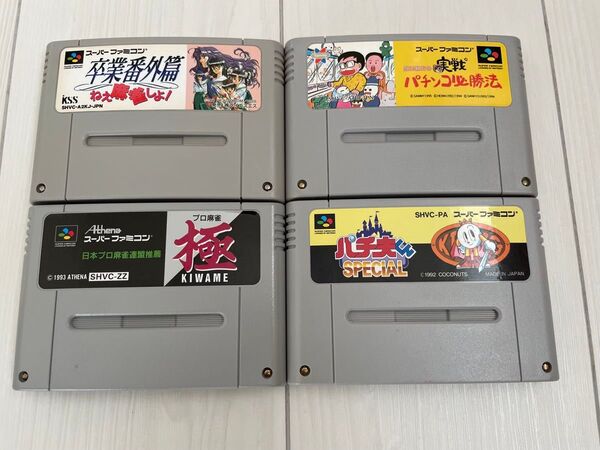 スーパーファミコン
卒業番外篇
ねえ麻雀しよ!
KSS
SHVC-A2KJ-JPN
スーパーファミコン
実戦
パチンコ必勝法
Athena
スーパーファミコン
日本プロ麻雀連盟推薦
© 1993 ATHENA SHVC-ZZ
プロ麻雀
極
KIWAME
SHVC-PA スーパーファミコン
パチ夫くん
SPECIAL
© 1992 COCONUTS MADE IN JAPAN